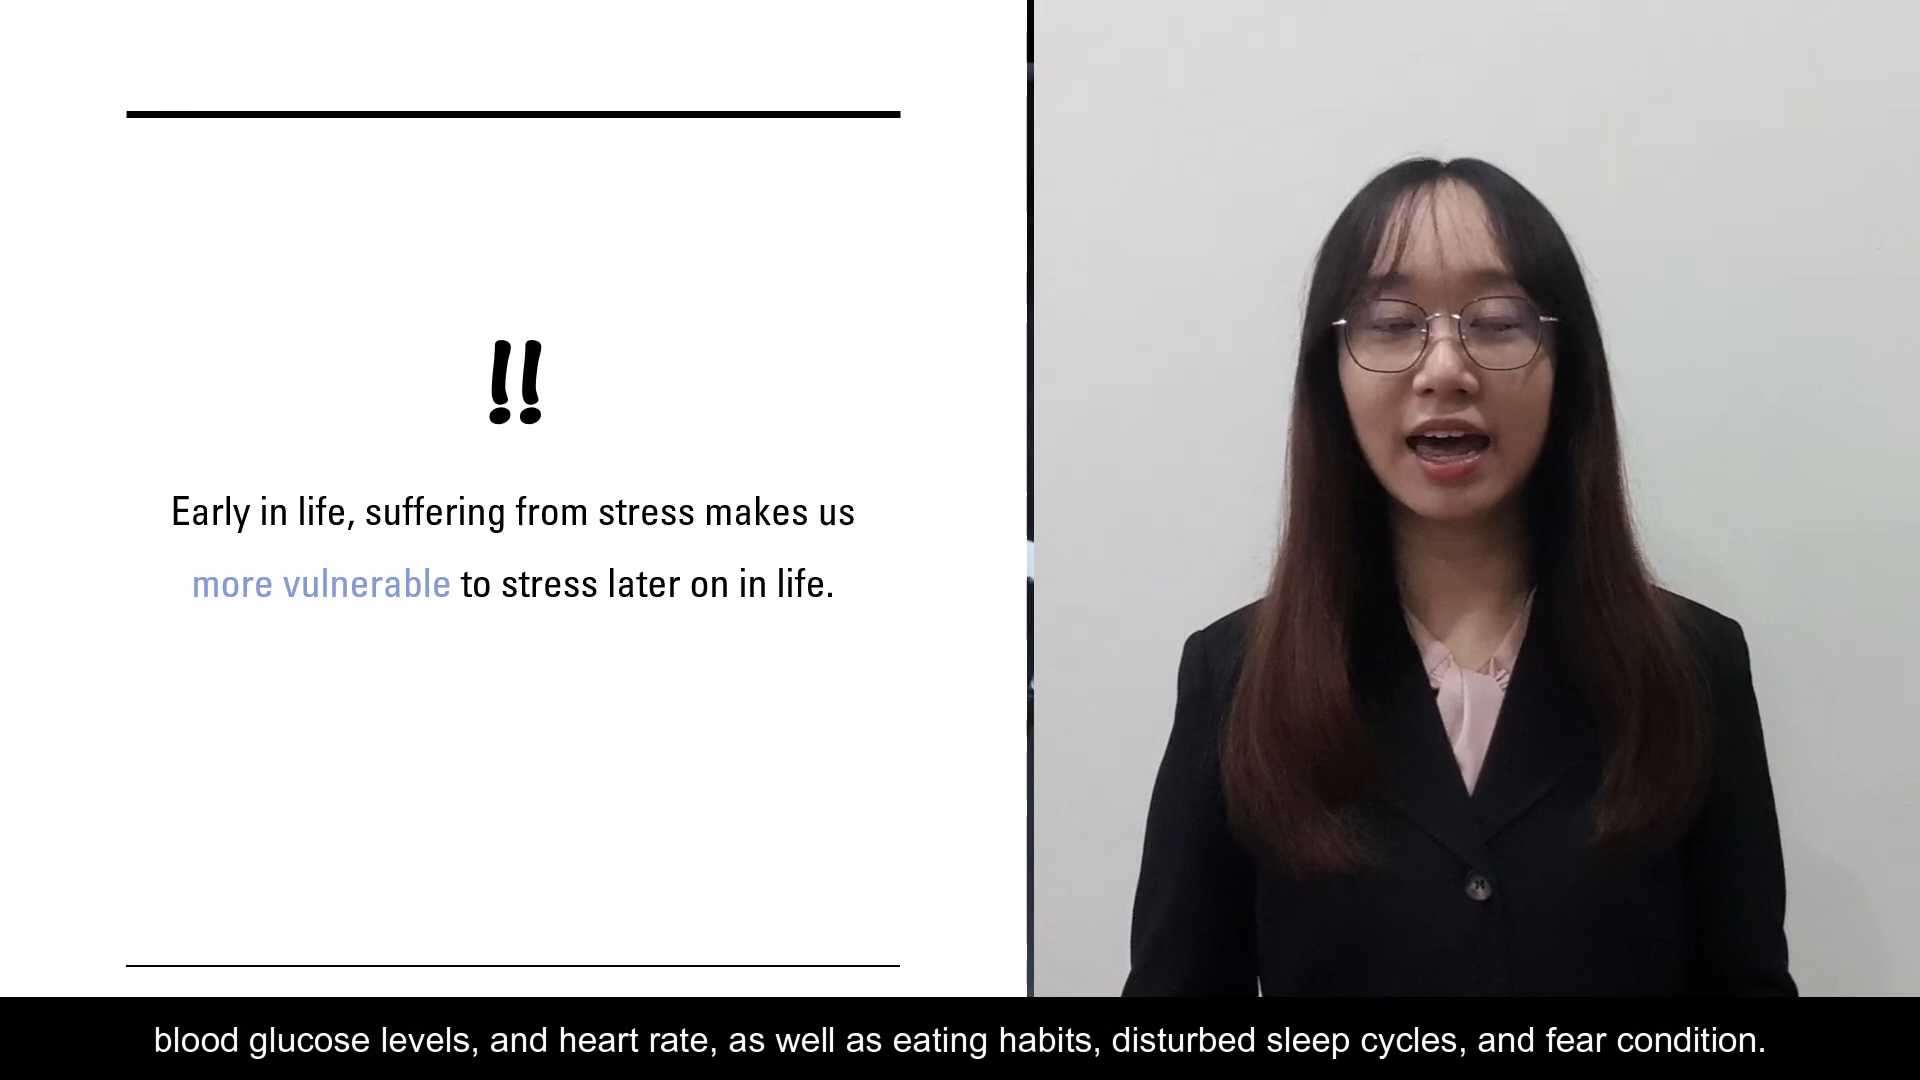 !!
Early in life, suffering from stress makes us
more vulnerable to stress later on in life.
blood glucose levels, and heart rate, as well as eating habits, disturbed sleep cycles, and fear condition.